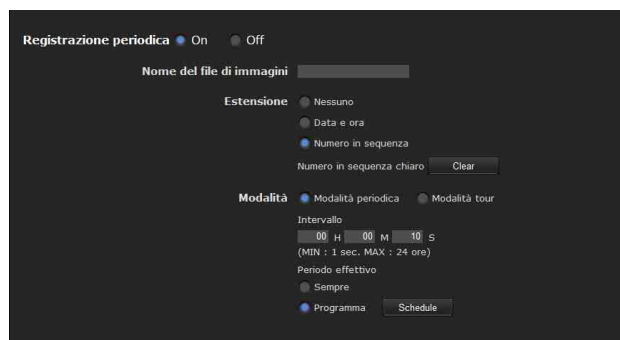 Registrazione periodica On Off
Nome del file di immagini
Estensione Nessuno
Data e ora
Numero in sequenza
Numero in sequenza chiaro Clear
Modalità Modalità periodica Modalità tour
Intervallo
00 H 00 M 10 S
(MIN : 1 sec. MAX : 24 ore)
Periodo effettivo
Sempre
Programma Schedule